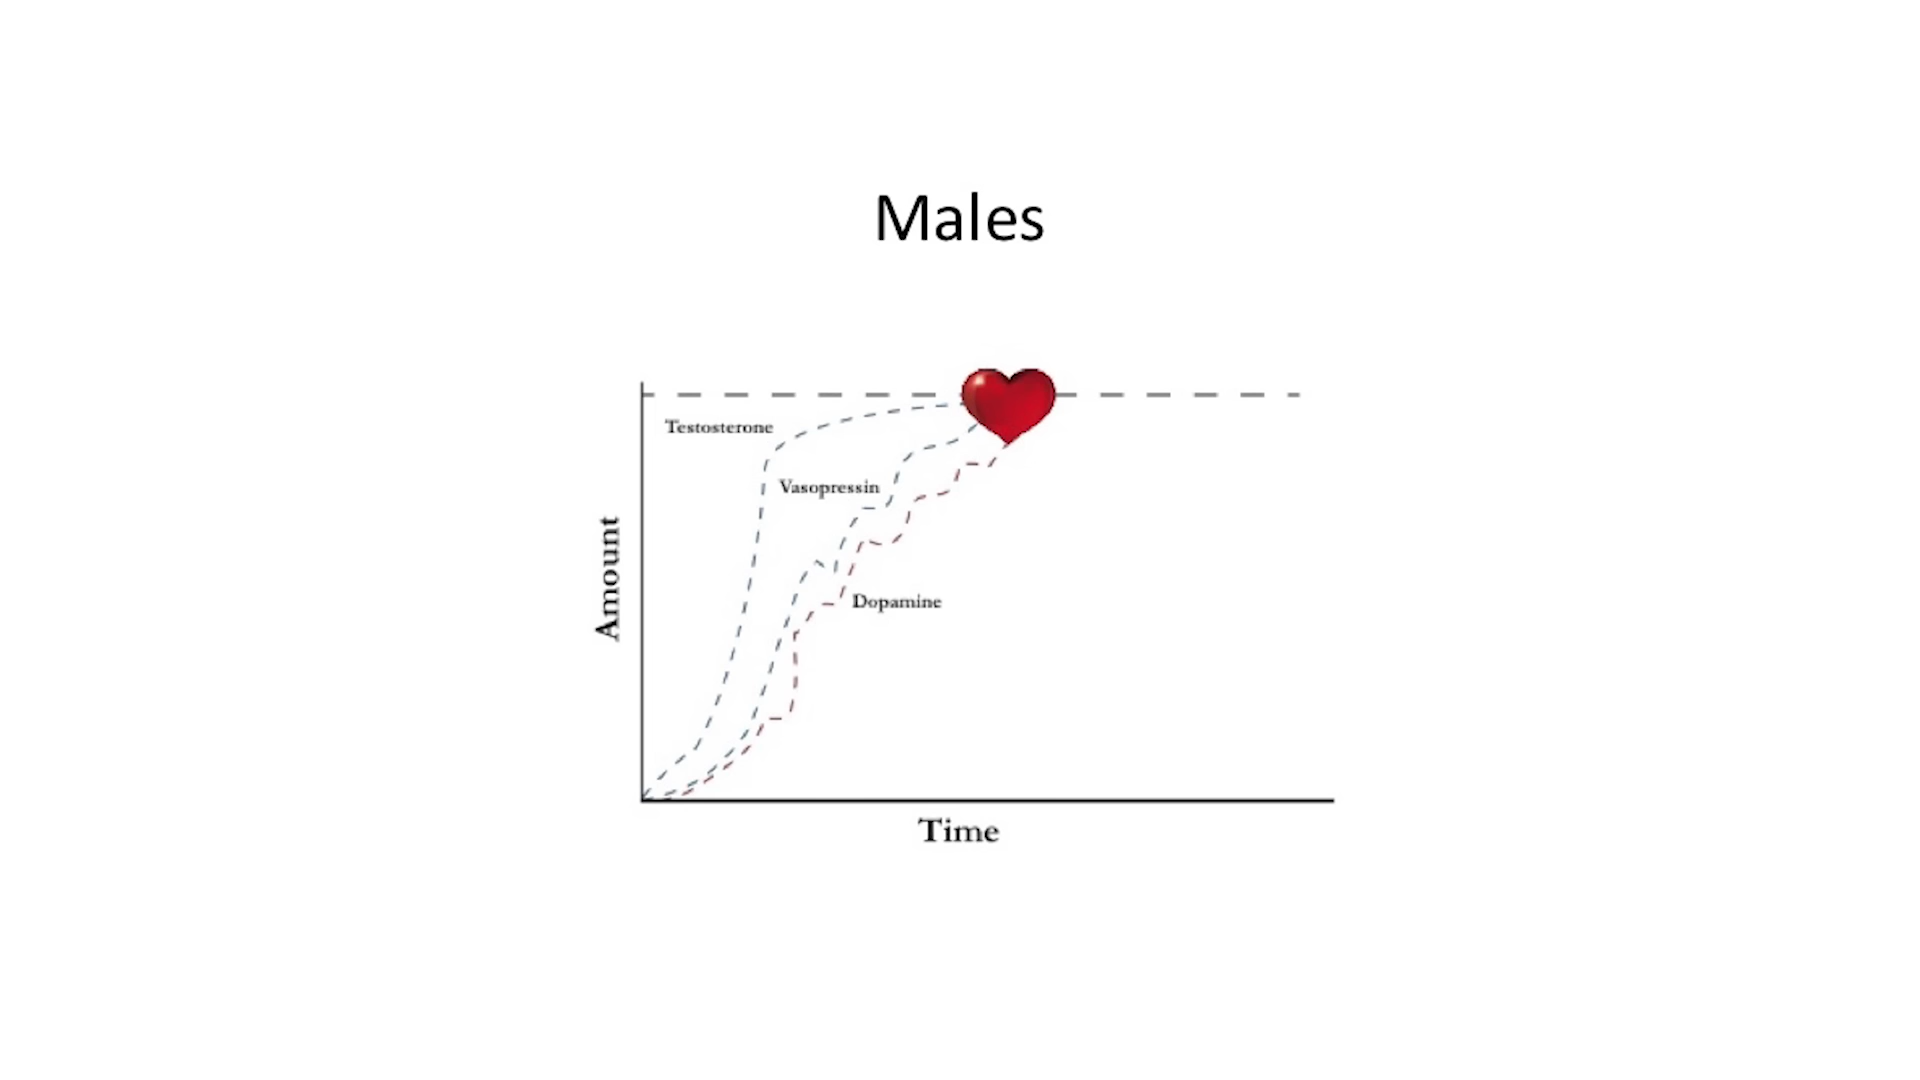 Males
Testosterone
Vasopressin
Dopamine
Amount
Time